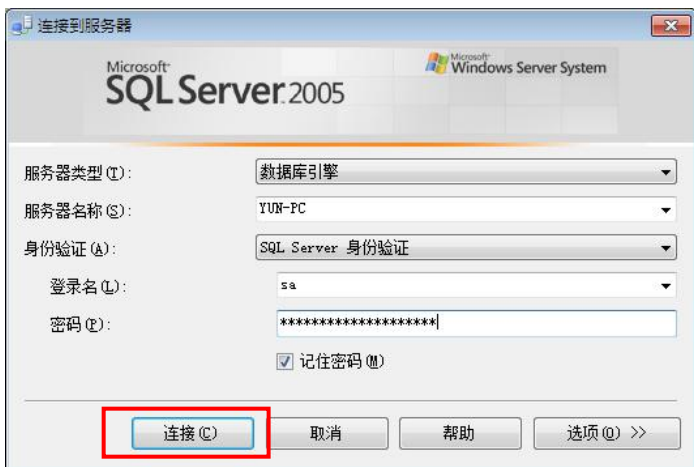 连接到服务器
Microsoft
SQL Server 2005
Microsoft
Windows Server System
服务器类型(T): 数据库引擎
服务器名称(S): YUN-PC
身份验证(A): SQL Server 身份验证
登录名(L): sa
密码(P): ********************
记住密码(M)
连接(C) 取消 帮助 选项(O) >>